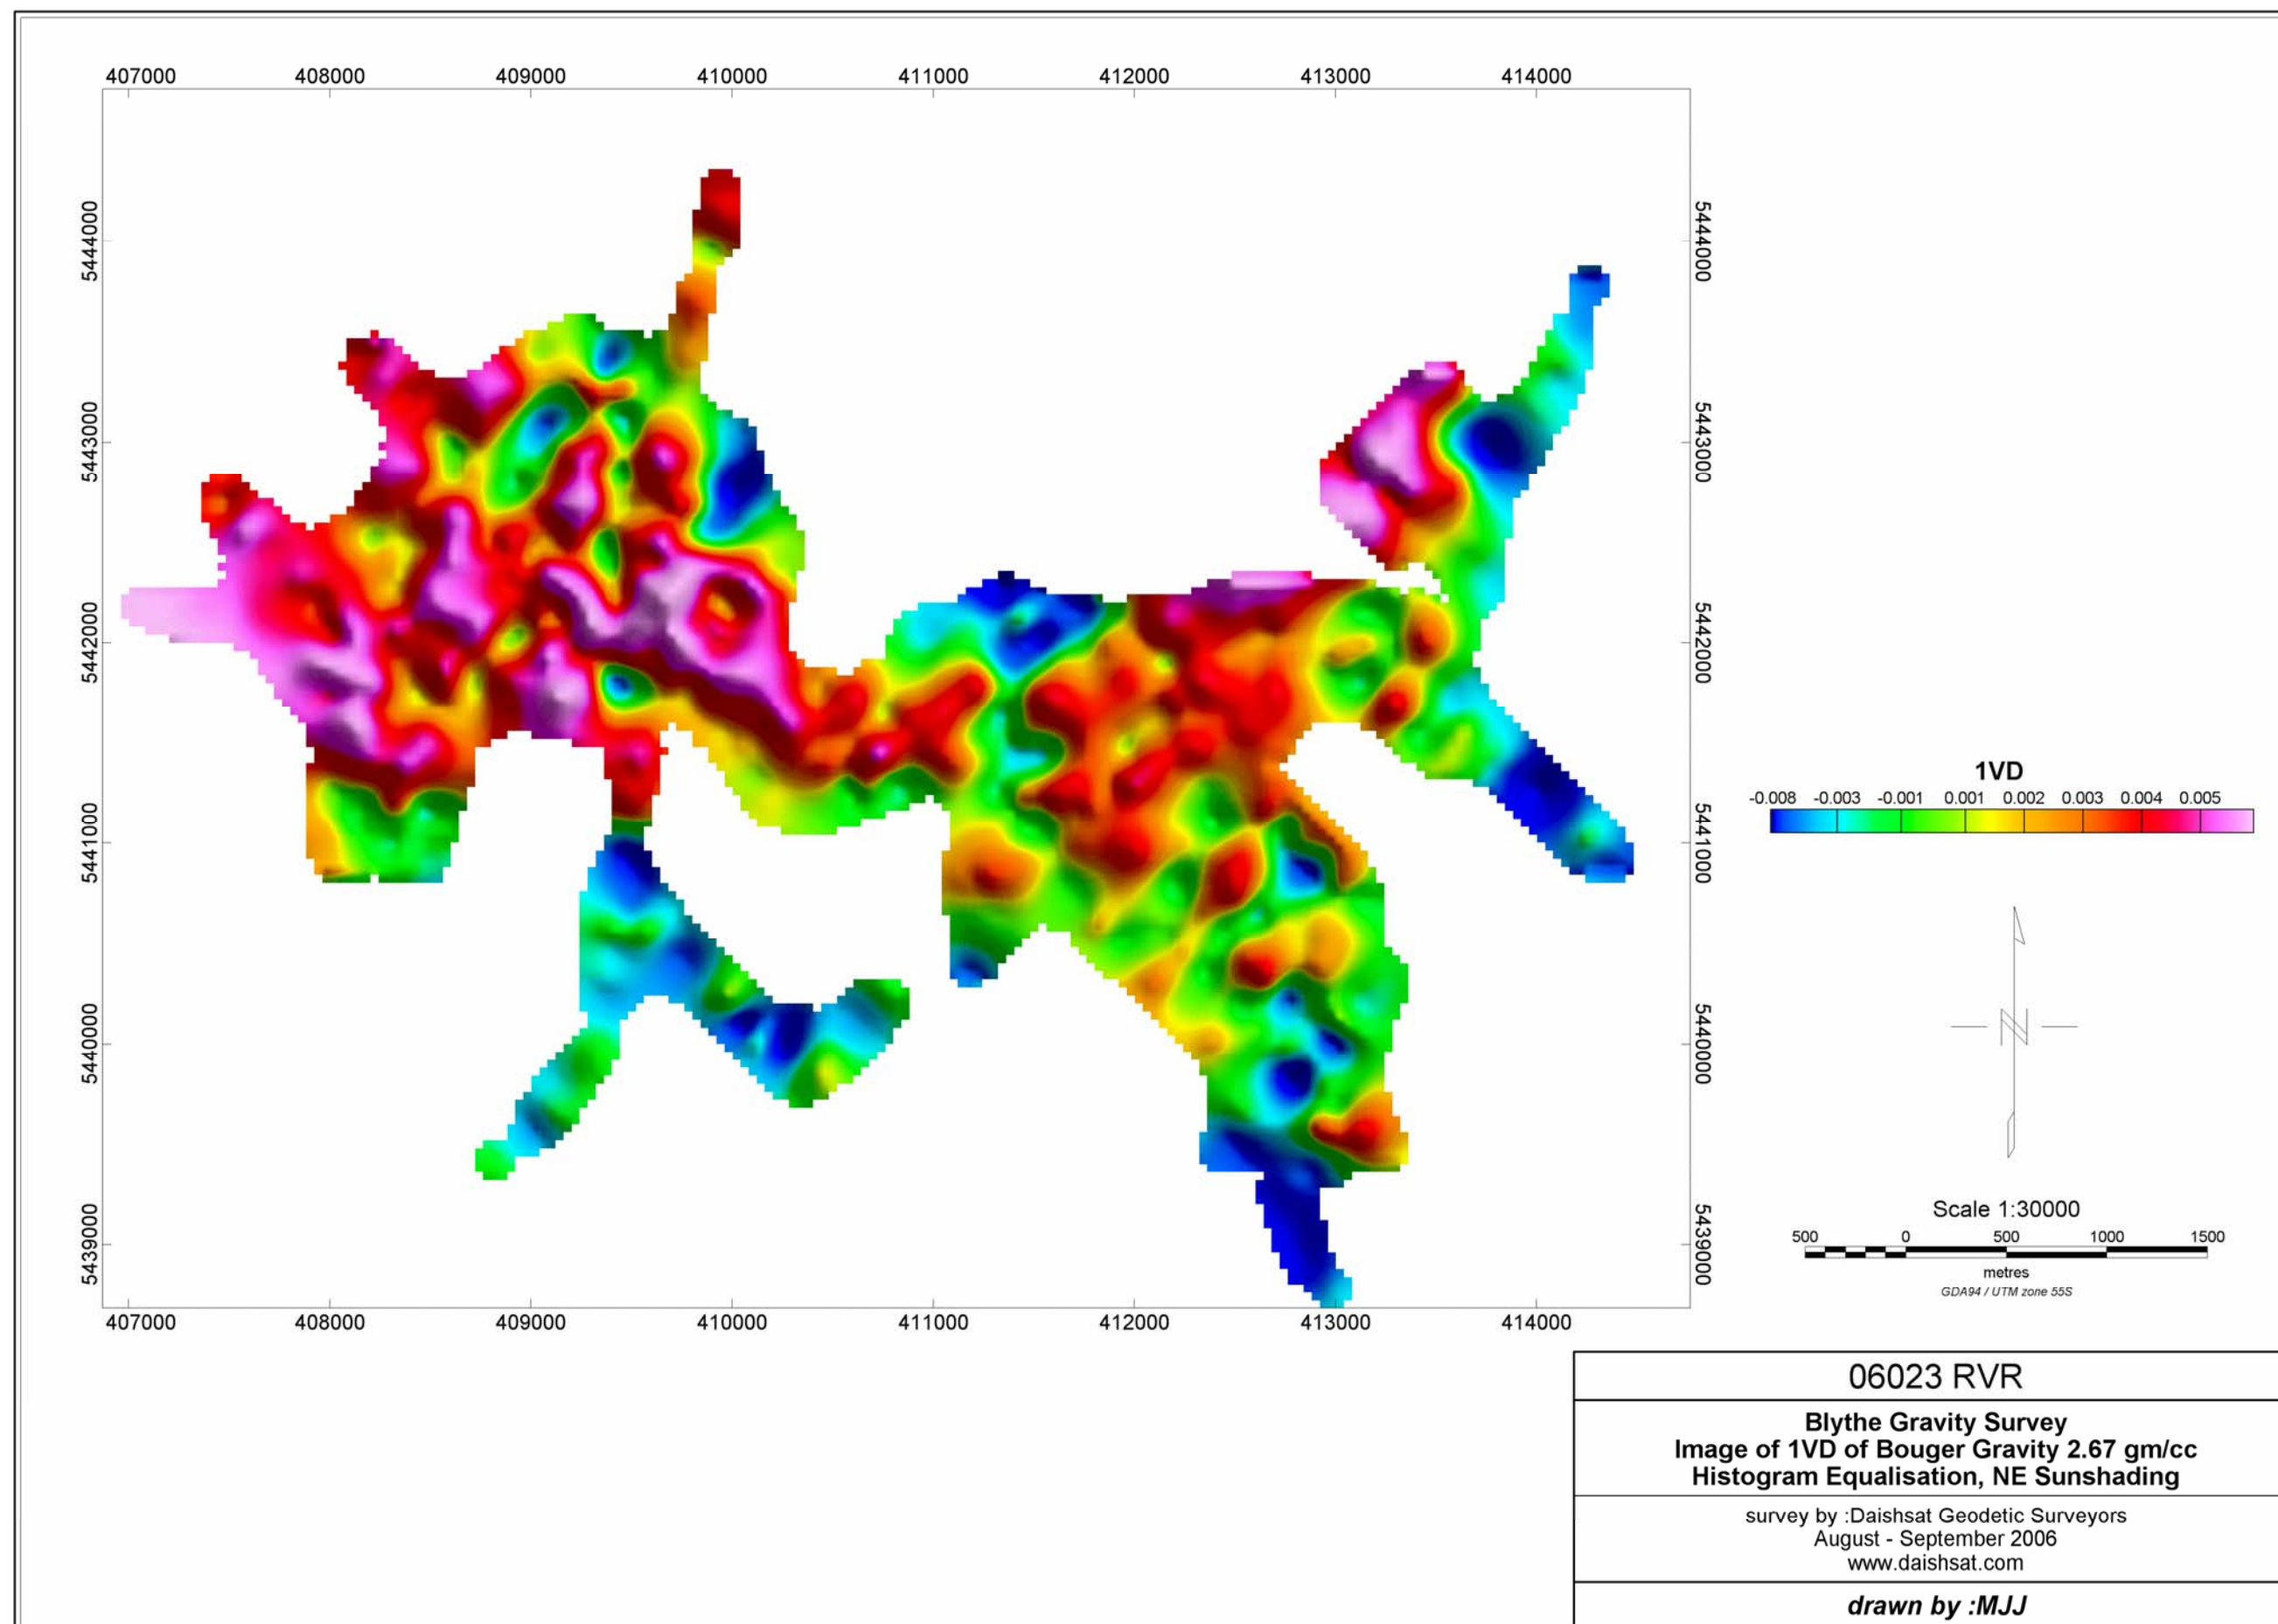 407000 408000 409000 410000 411000 412000 413000 414000
5444000 5444000
5443000 5443000
5442000 5442000
5441000 5441000
5440000 5440000
5439000 5439000
407000 408000 409000 410000 411000 412000 413000 414000
1VD
-0.008 -0.003 -0.001 0.001 0.002 0.003 0.004 0.005
N
Scale 1:30000
500 0 500 1000 1500
metres
GDA94 / UTM zone 55S
06023 RVR
Blythe Gravity Survey
Image of 1VD of Bouger Gravity 2.67 gm/cc
Histogram Equalisation, NE Sunshading
survey by :Daishsat Geodetic Surveyors
August - September 2006
www.daishsat.com
drawn by :MJJ